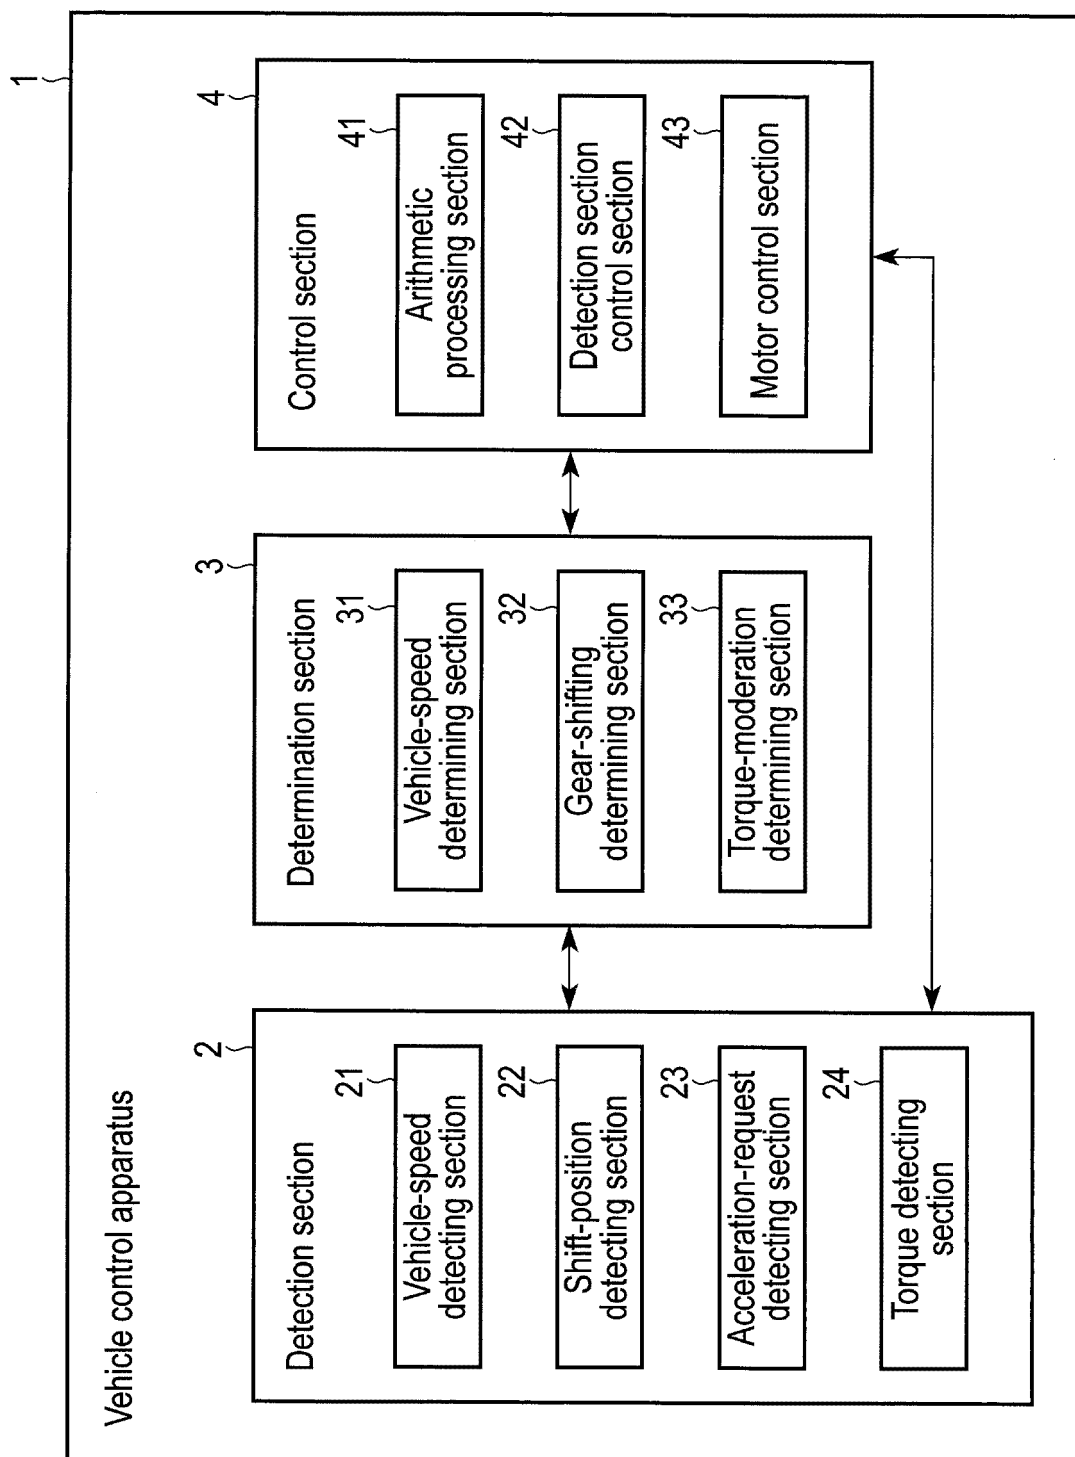 Vehicle control apparatus
1
Detection section
2
Vehicle-speed
detecting section
21
Shift-position
detecting section
22
Acceleration-request
detecting section
23
Torque detecting
section
24
Determination section
3
Vehicle-speed
determining section
31
Gear-shifting
determining section
32
Torque-moderation
determining section
33
Control section
4
Arithmetic
processing section
41
Detection section
control section
42
Motor control section
43